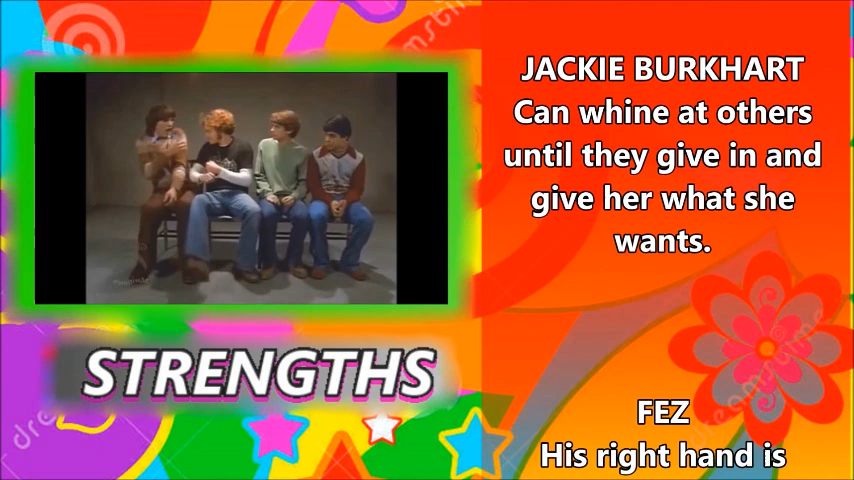 JACKIE BURKHART
Can whine at others
until they give in and
give her what she
wants.
STRENGTHS
FEZ
His right hand is